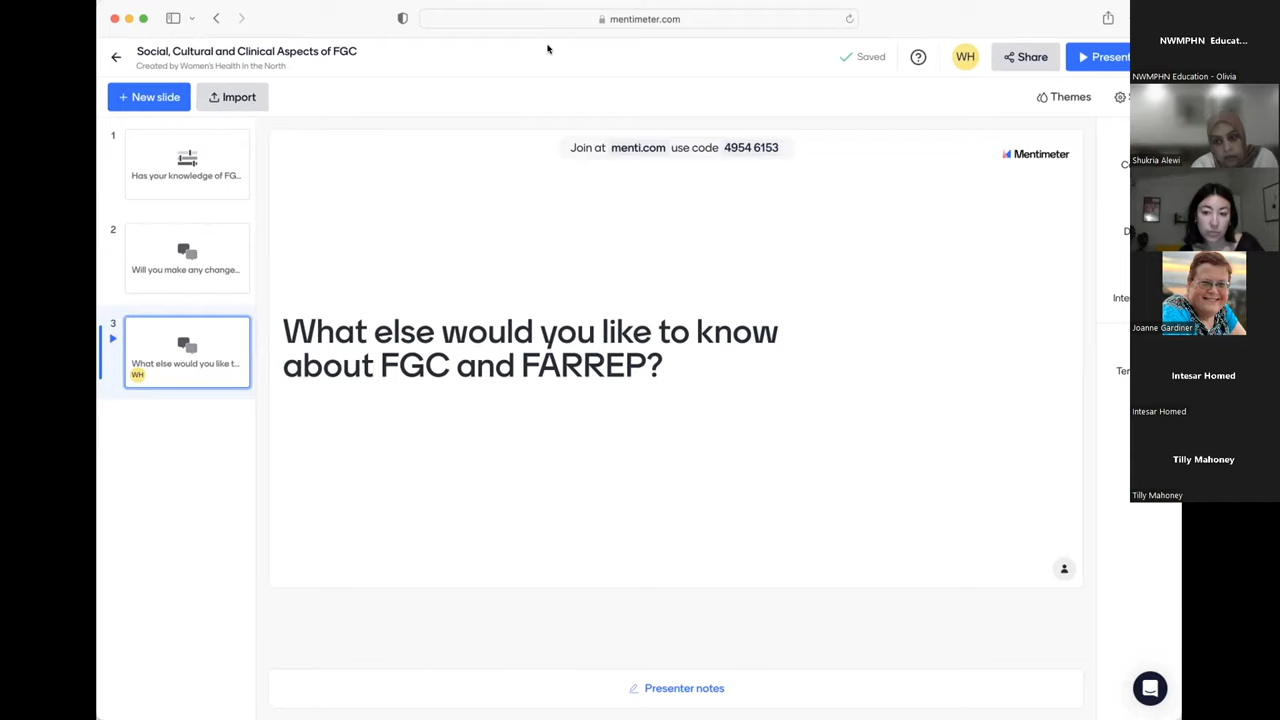 mentimeter.com
Social, Cultural and Clinical Aspects of FGC
Created by Women's Health In the North
Saved
?
WH
Share
Present
+ New slide
Import
Themes
1
Has your knowledge of FG...
2
Will you make any change...
3
What else would you like t...
WH
Join at menti.com use code 4954 6153
Mentimeter
What else would you like to know
about FGC and FARREP?
Presenter notes
NWMPHN Educat...
NWMPHN Education - Olivia
Shukria Alewi
Joanne Gardiner
Intesar Homed
Intesar Homed
Tilly Mahoney
Tilly Mahoney